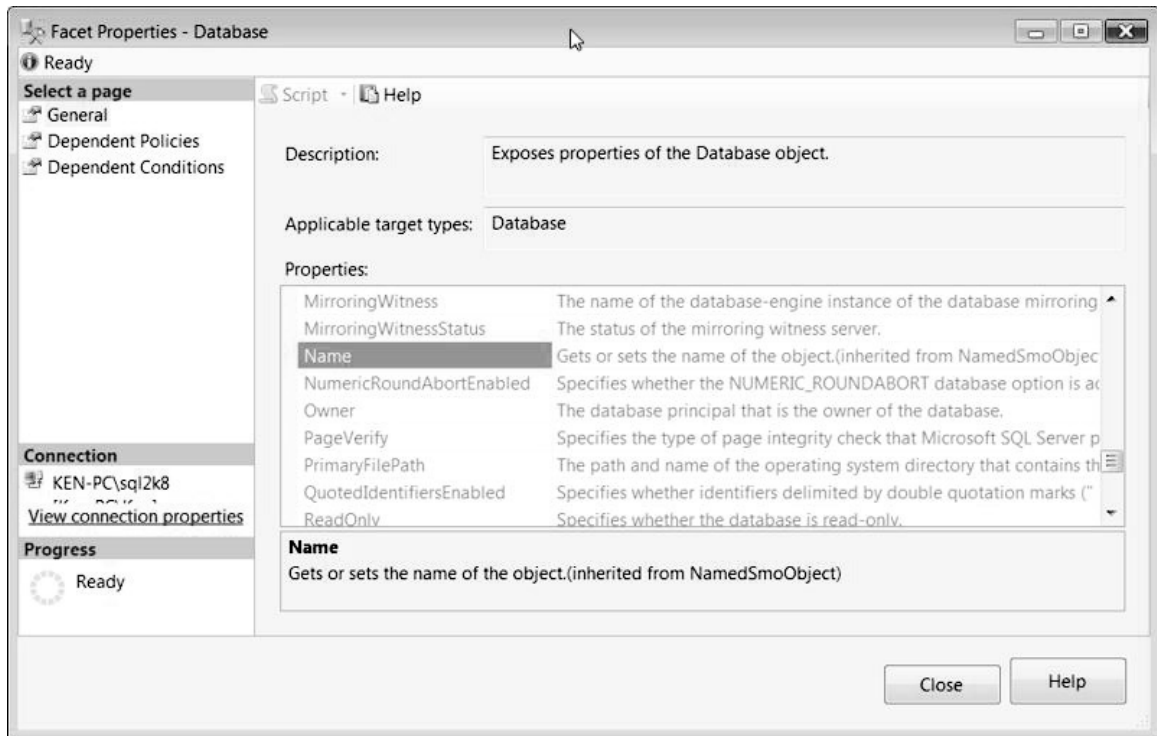 Facet Properties - Database
Ready
Select a page
General
Dependent Policies
Dependent Conditions
Script
Help
Description:
Exposes properties of the Database object.
Applicable target types:
Database
Properties:
MirroringWitness The name of the database-engine instance of the database mirroring
MirroringWitnessStatus The status of the mirroring witness server.
Name Gets or sets the name of the object.(inherited from NamedSmoObjec
NumericRoundAbortEnabled Specifies whether the NUMERIC_ROUNDABORT database option is ac
Owner The database principal that is the owner of the database.
PageVerify Specifies the type of page integrity check that Microsoft SQL Server p
PrimaryFilePath The path and name of the operating system directory that contains th
QuotedIdentifiersEnabled Specifies whether identifiers delimited by double quotation marks ("
ReadOnly Specifies whether the database is read-only.
Name
Gets or sets the name of the object.(inherited from NamedSmoObject)
Connection
KEN-PC\sql2k8
View connection properties
Progress
Ready
Close
Help